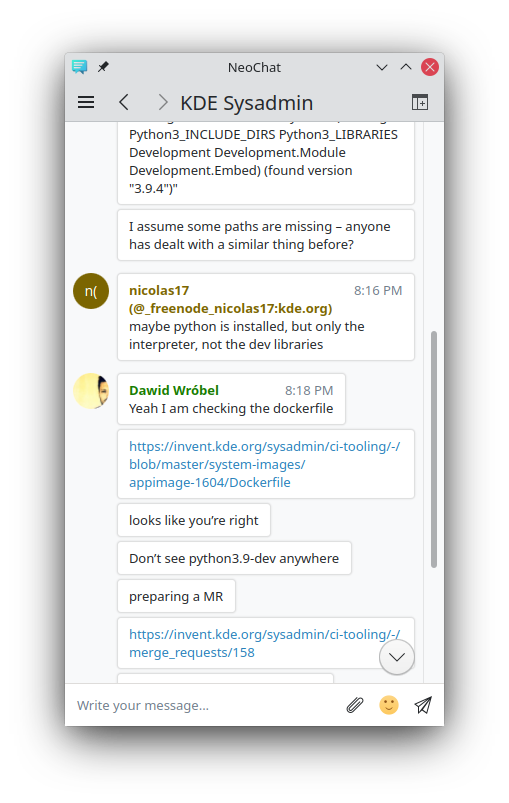 NeoChat
KDE Sysadmin
Python3_INCLUDE_DIRS Python3_LIBRARIES
Development Development.Module
Development.Embed) (found version
"3.9.4")"
I assume some paths are missing – anyone
has dealt with a similar thing before?
n(
nicolas17
8:16 PM
(@_freenode_nicolas17:kde.org)
maybe python is installed, but only the
interpreter, not the dev libraries
Dawid Wróbel
8:18 PM
Yeah I am checking the dockerfile
https://invent.kde.org/sysadmin/ci-tooling/-/
blob/master/system-images/
appimage-1604/Dockerfile
looks like you’re right
Don’t see python3.9-dev anywhere
preparing a MR
https://invent.kde.org/sysadmin/ci-tooling/-/
merge_requests/158
Write your message...